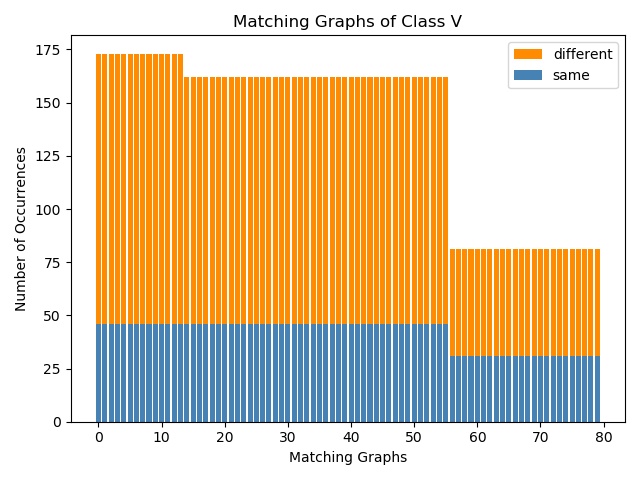 Matching Graphs of Class V
different
same
Number of Occurrences
175
150
125
100
75
50
25
0
0 10 20 30 40 50 60 70 80
Matching Graphs